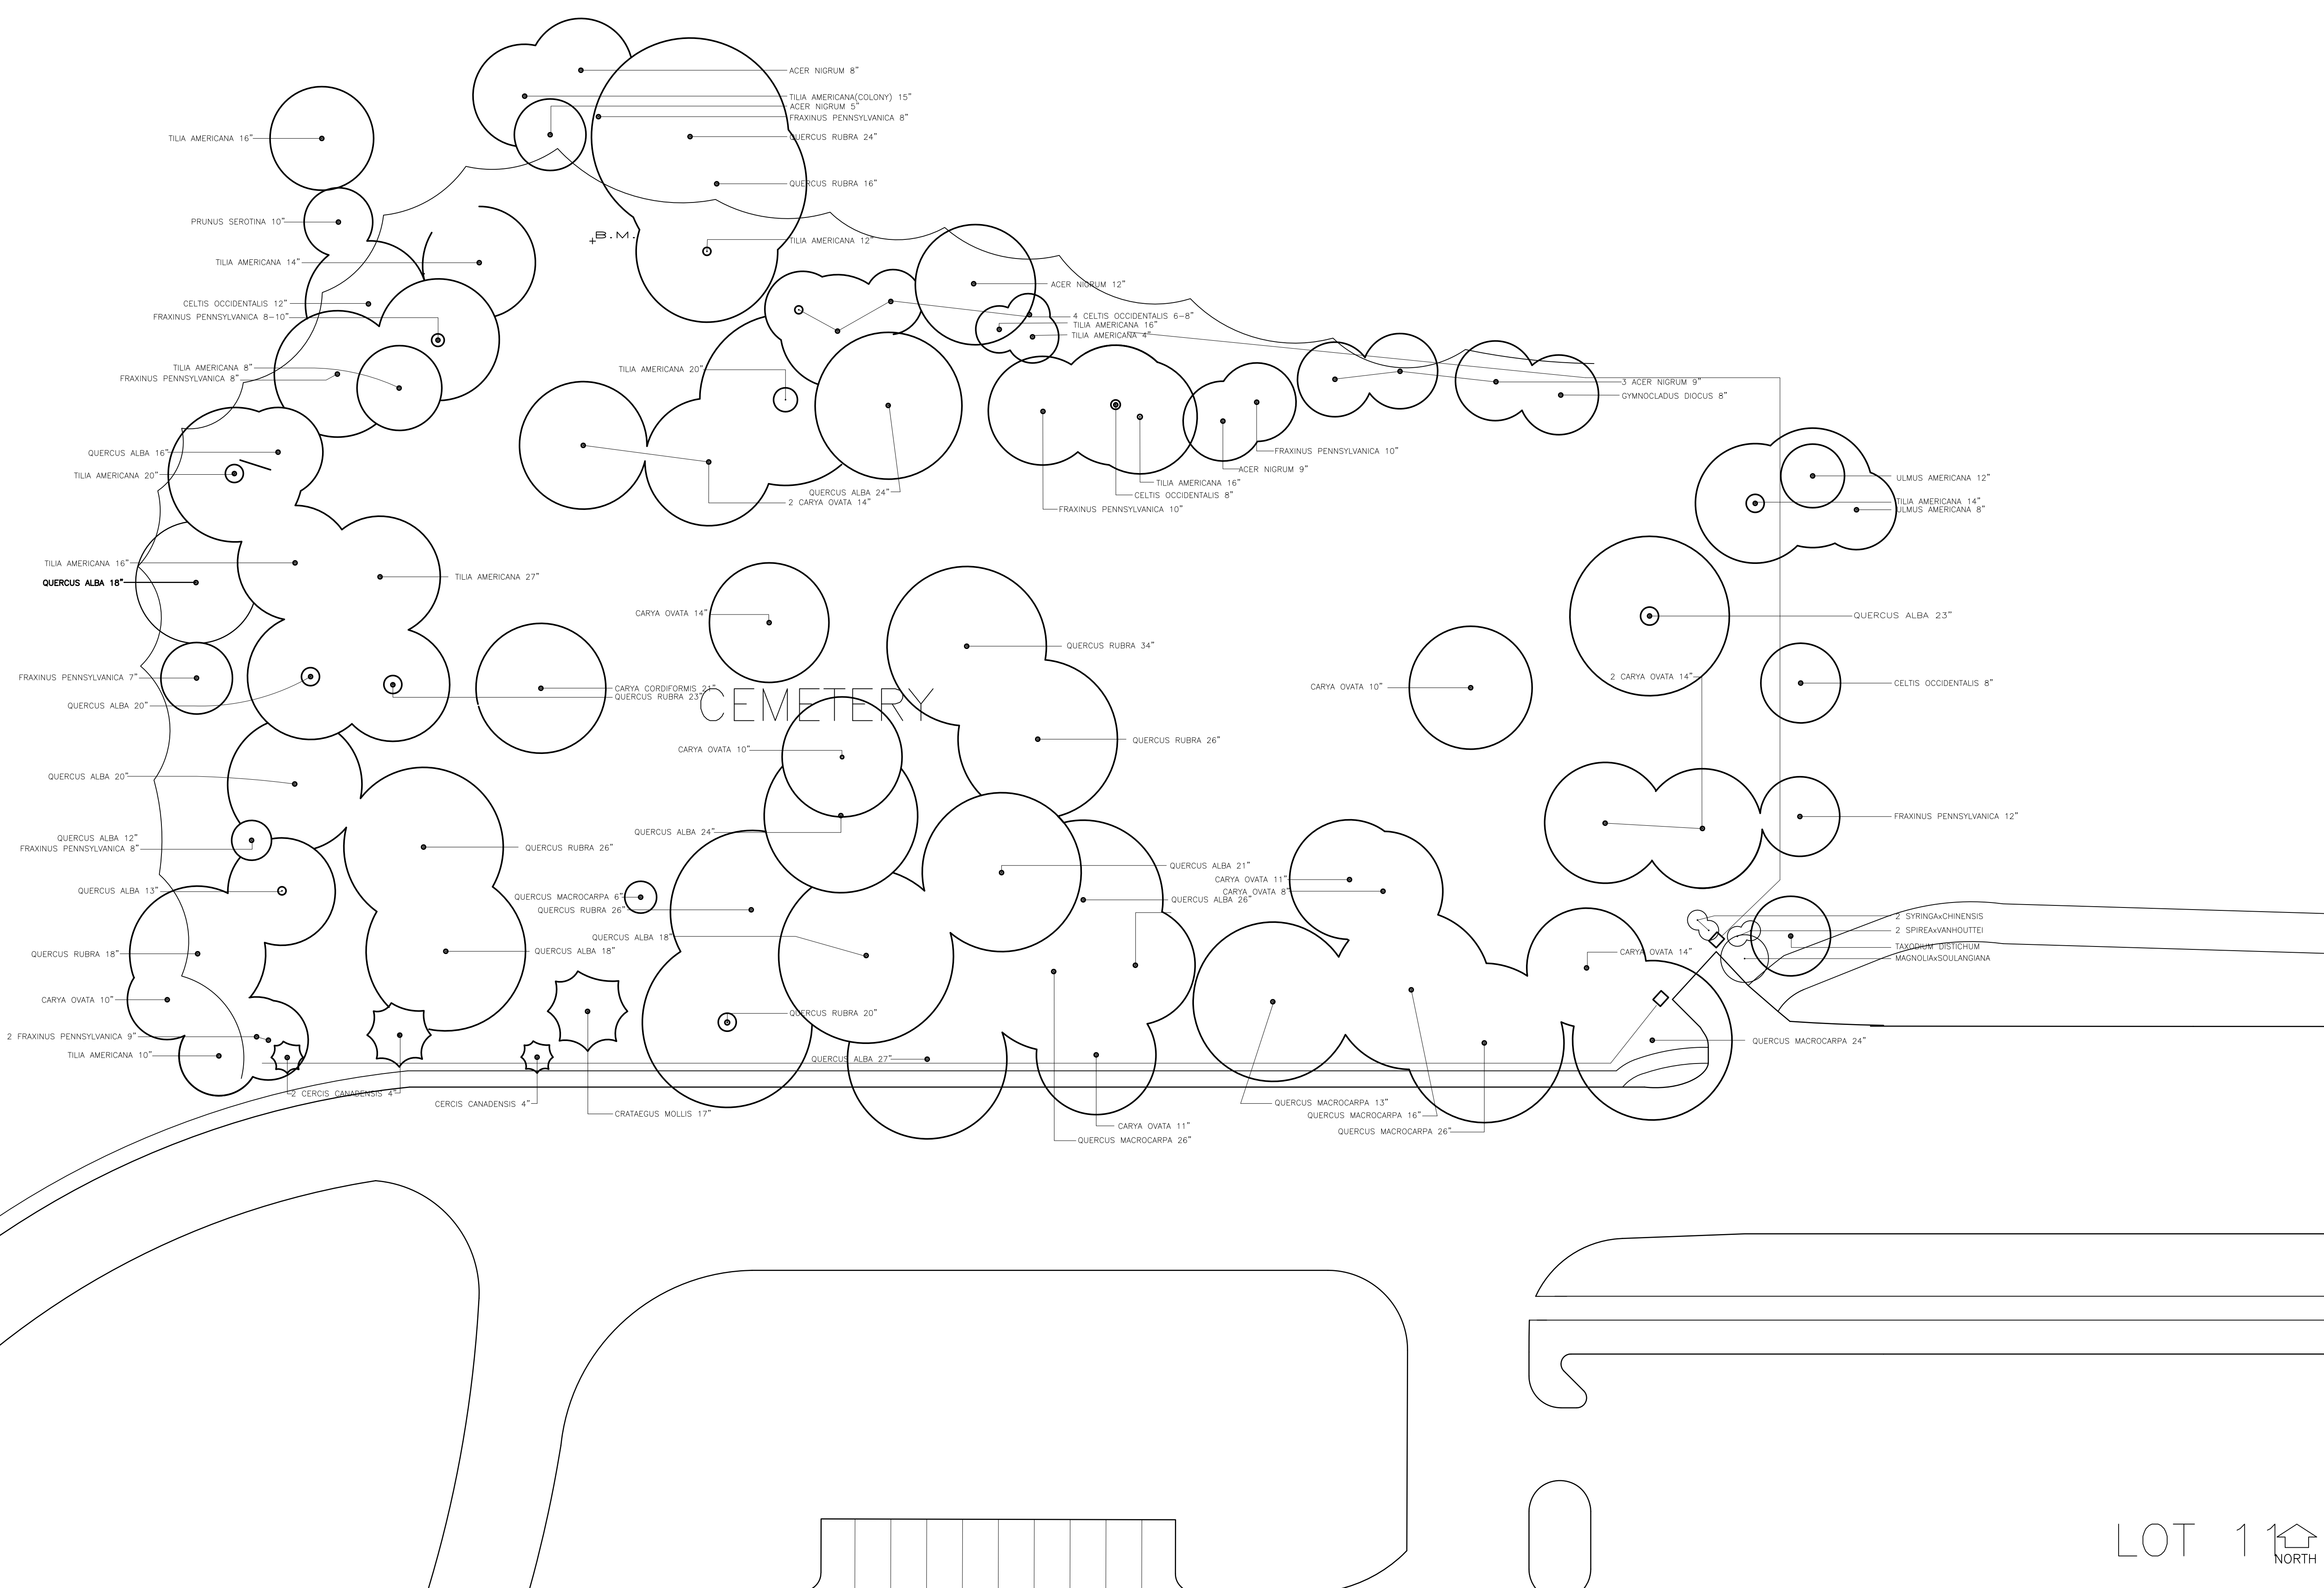 ACER NIGRUM 8"
TILIA AMERICANA(COLONY) 15"
ACER NIGRUM 5"
FRAXINUS PENNSYLVANICA 8"
QUERCUS RUBRA 24"
TILIA AMERICANA 16"
QUERCUS RUBRA 16"
PRUNUS SEROTINA 10"
B.M.
TILIA AMERICANA 12"
TILIA AMERICANA 14"
ACER NIGRUM 12"
CELTIS OCCIDENTALIS 12"
FRAXINUS PENNSYLVANICA 8-10"
4 CELTIS OCCIDENTALIS 6-8"
TILIA AMERICANA 16"
TILIA AMERICANA 4"
TILIA AMERICANA 8"
FRAXINUS PENNSYLVANICA 8"
TILIA AMERICANA 20"
3 ACER NIGRUM 9"
GYMNOCLADUS DIOCUS 8"
QUERCUS ALBA 16"
TILIA AMERICANA 20"
FRAXINUS PENNSYLVANICA 10"
ACER NIGRUM 9"
TILIA AMERICANA 16"
CELTIS OCCIDENTALIS 8"
FRAXINUS PENNSYLVANICA 10"
QUERCUS ALBA 24"
2 CARYA OVATA 14"
ULMUS AMERICANA 12"
TILIA AMERICANA 14"
ULMUS AMERICANA 8"
TILIA AMERICANA 16"
QUERCUS ALBA 18"
TILIA AMERICANA 27"
CARYA OVATA 14"
QUERCUS ALBA 23"
QUERCUS RUBRA 34"
FRAXINUS PENNSYLVANICA 7"
QUERCUS ALBA 20"
CARYA CORDIFORMIS 21"
QUERCUS RUBRA 23"
CEMETERY
CARYA OVATA 10"
2 CARYA OVATA 14"
CELTIS OCCIDENTALIS 8"
CARYA OVATA 10"
QUERCUS RUBRA 26"
QUERCUS ALBA 20"
QUERCUS ALBA 24"
FRAXINUS PENNSYLVANICA 12"
QUERCUS ALBA 12"
FRAXINUS PENNSYLVANICA 8"
QUERCUS RUBRA 26"
QUERCUS ALBA 21"
CARYA OVATA 11"
CARYA OVATA 8"
QUERCUS ALBA 26"
QUERCUS ALBA 13"
QUERCUS MACROCARPA 6"
QUERCUS RUBRA 26"
2 SYRINGAxCHINENSIS
2 SPIREAxVANHOUTTEI
TAXODIUM DISTICHUM
MAGNOLIAxSOULANGIANA
QUERCUS ALBA 18"
QUERCUS RUBRA 18"
QUERCUS ALBA 18"
CARYA OVATA 14"
CARYA OVATA 10"
QUERCUS RUBRA 20"
2 FRAXINUS PENNSYLVANICA 9"
TILIA AMERICANA 10"
QUERCUS ALBA 27"
QUERCUS MACROCARPA 24"
2 CERCIS CANADENSIS 4"
CERCIS CANADENSIS 4"
CRATAEGUS MOLLIS 17"
QUERCUS MACROCARPA 13"
QUERCUS MACROCARPA 16"
QUERCUS MACROCARPA 26"
CARYA OVATA 11"
QUERCUS MACROCARPA 26"
LOT 11
NORTH